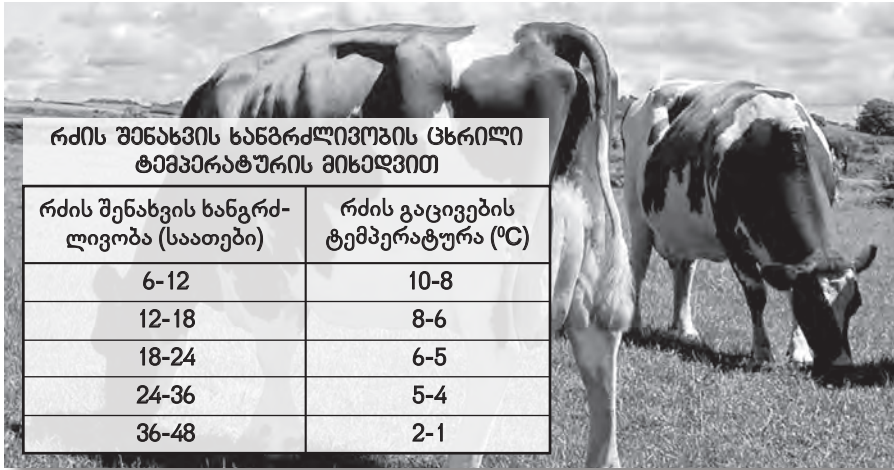 რძის შენახვის ხანგრძლივობის ცხრილი
ტემპერატურის მიხედვით
რძის შენახვის ხანგრძ- რძის გაცივების
ლივობა (საათები) ტემპერატურა (⁰C)
6-12 10-8
12-18 8-6
18-24 6-5
24-36 5-4
36-48 2-1